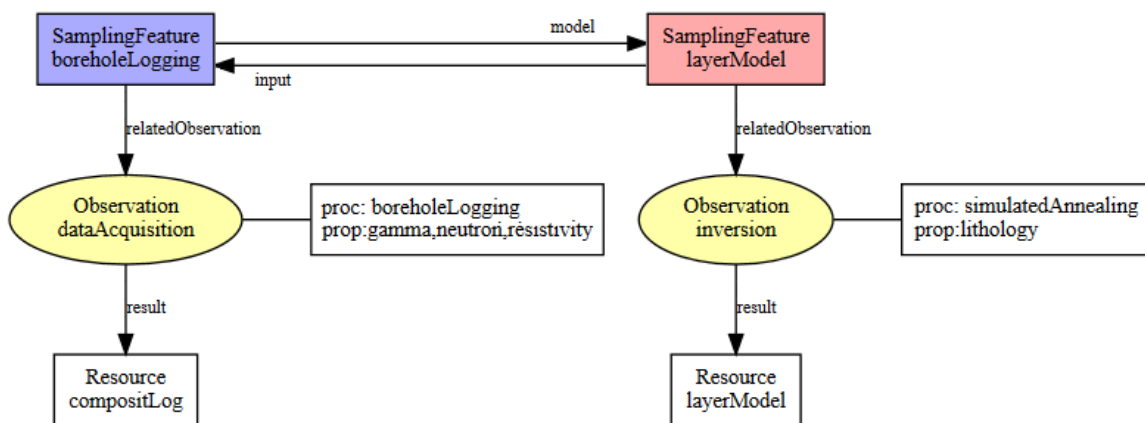 SamplingFeature
boreholeLogging
model
input
SamplingFeature
layerModel
relatedObservation
relatedObservation
Observation
dataAcquisition
proc: boreholeLogging
prop:gamma,neutron,resistivity
Observation
inversion
proc: simulatedAnnealing
prop:lithology
result
result
Resource
compositLog
Resource
layerModel